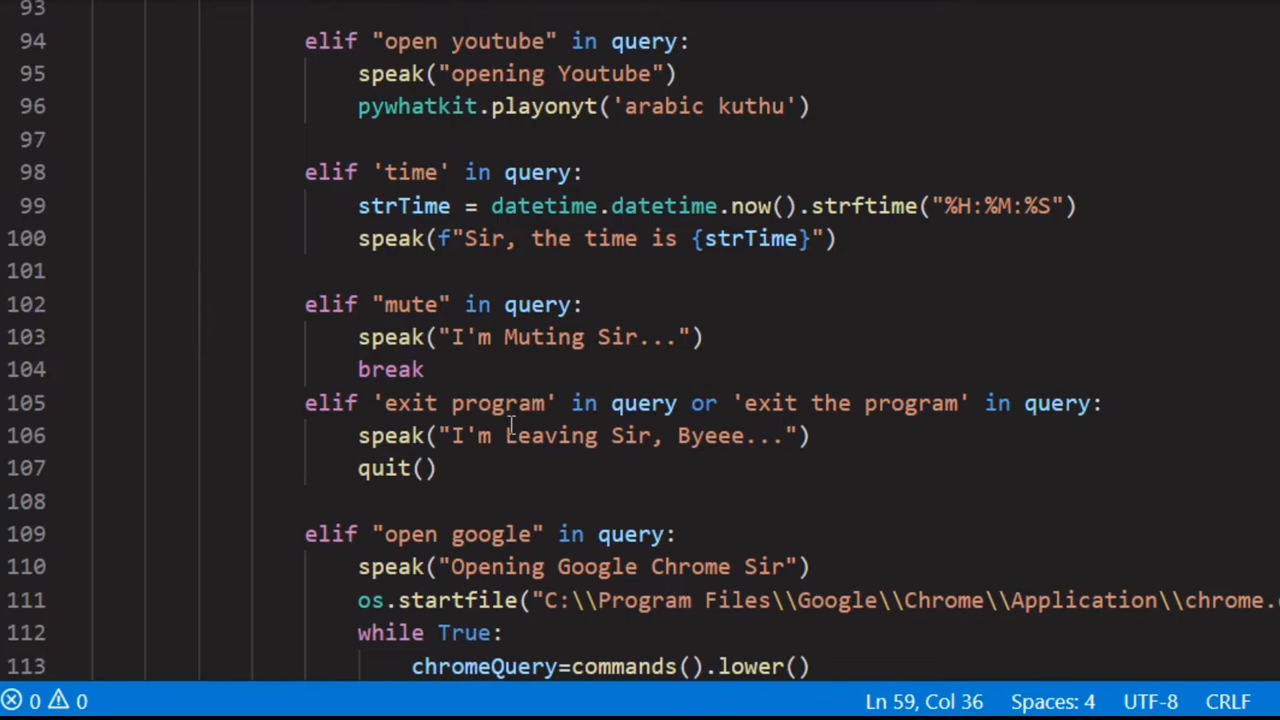 93
94 elif "open youtube" in query:
95 speak("opening Youtube")
96 pywhatkit.playonyt('arabic kuthu')
97
98 elif 'time' in query:
99 strTime = datetime.datetime.now().strftime("%H:%M:%S")
100 speak(f"Sir, the time is {strTime}")
101
102 elif "mute" in query:
103 speak("I'm Muting Sir...")
104 break
105 elif 'exit program' in query or 'exit the program' in query:
106 speak("I'm Leaving Sir, Byeee...")
107 quit()
108
109 elif "open google" in query:
110 speak("Opening Google Chrome Sir")
111 os.startfile("C:\\Program Files\\Google\\Chrome\\Application\\chrome.
112 while True:
113 chromeQuery=commands().lower()
0 0 Ln 59, Col 36 Spaces: 4 UTF-8 CRLF